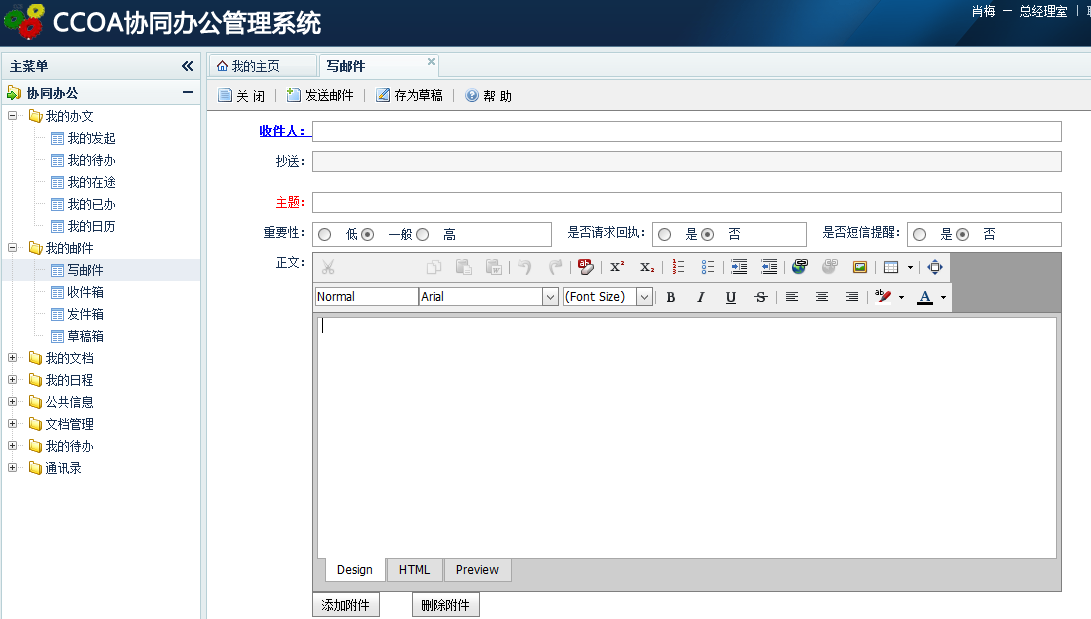 CCOA协同办公管理系统
肖梅 － 总经理室 |
主菜单
协同办公
我的办文
我的发起
我的待办
我的在途
我的已办
我的日历
我的邮件
写邮件
收件箱
发件箱
草稿箱
我的文档
我的日程
公共信息
文档管理
我的待办
通讯录
我的主页 写邮件
关 闭 | 发送邮件 | 存为草稿 | 帮 助
收件人：
抄送：
主题：
重要性： 低 一般 高 是否请求回执： 是 否 是否短信提醒： 是 否
正文：
Normal Arial (Font Size) B I U S A
Design HTML Preview
添加附件 删除附件